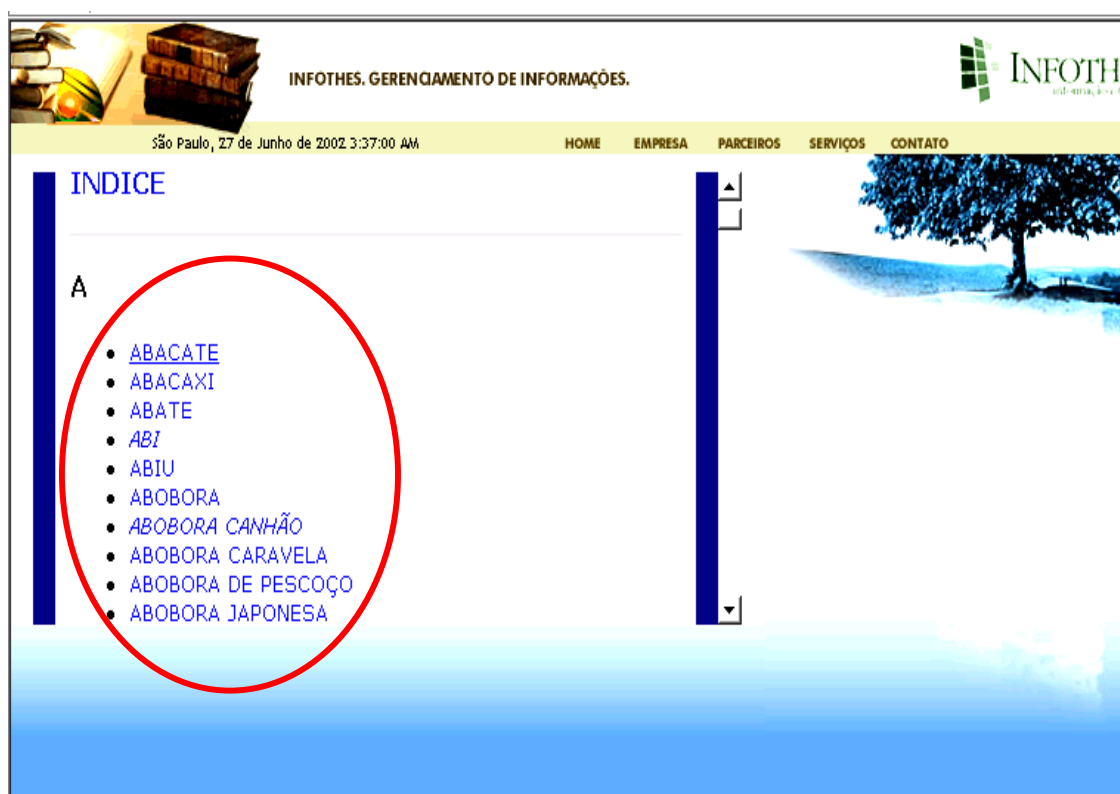 INFOTHES. GERENCIAMENTO DE INFORMAÇÕES.
INFOTH
São Paulo, 27 de Junho de 2002 3:37:00 AM
HOME EMPRESA PARCEIROS SERVIÇOS CONTATO
INDICE
A
ABACATE
ABACAXI
ABATE
ABI
ABIU
ABOBORA
ABOBORA CANHÃO
ABOBORA CARAVELA
ABOBORA DE PESCOÇO
ABOBORA JAPONESA